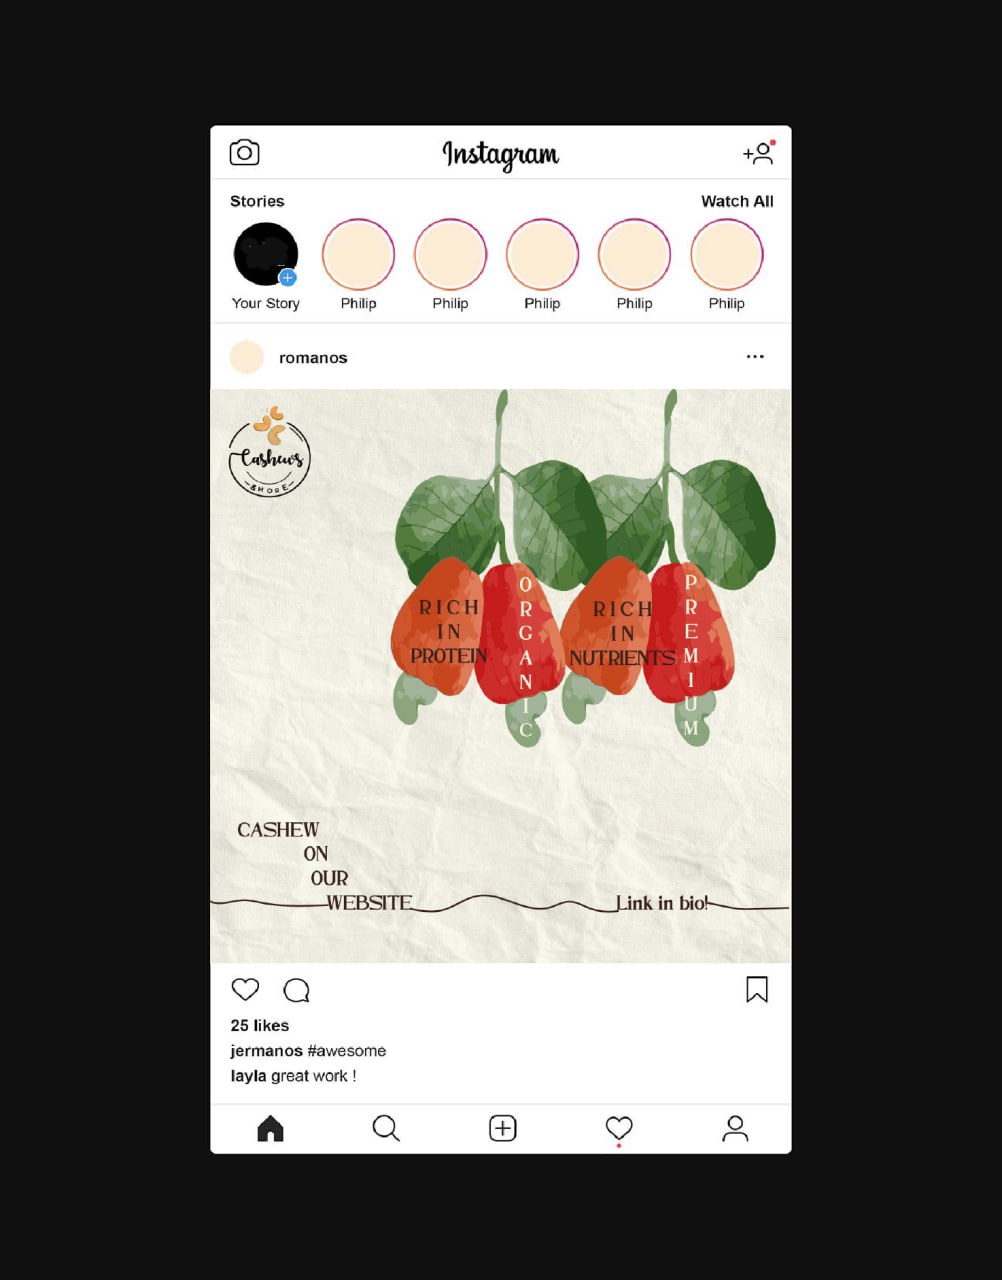 Instagram
Stories
Watch All
Your Story
Philip
Philip
Philip
Philip
Philip
romanos
Cashews
& MORE
RICH
IN
PROTEIN
ORGANIC
RICH
IN
NUTRIENTS
PREMIUM
CASHEW
ON
OUR
WEBSITE
Link in bio!
25 likes
jermanos #awesome
layla great work !